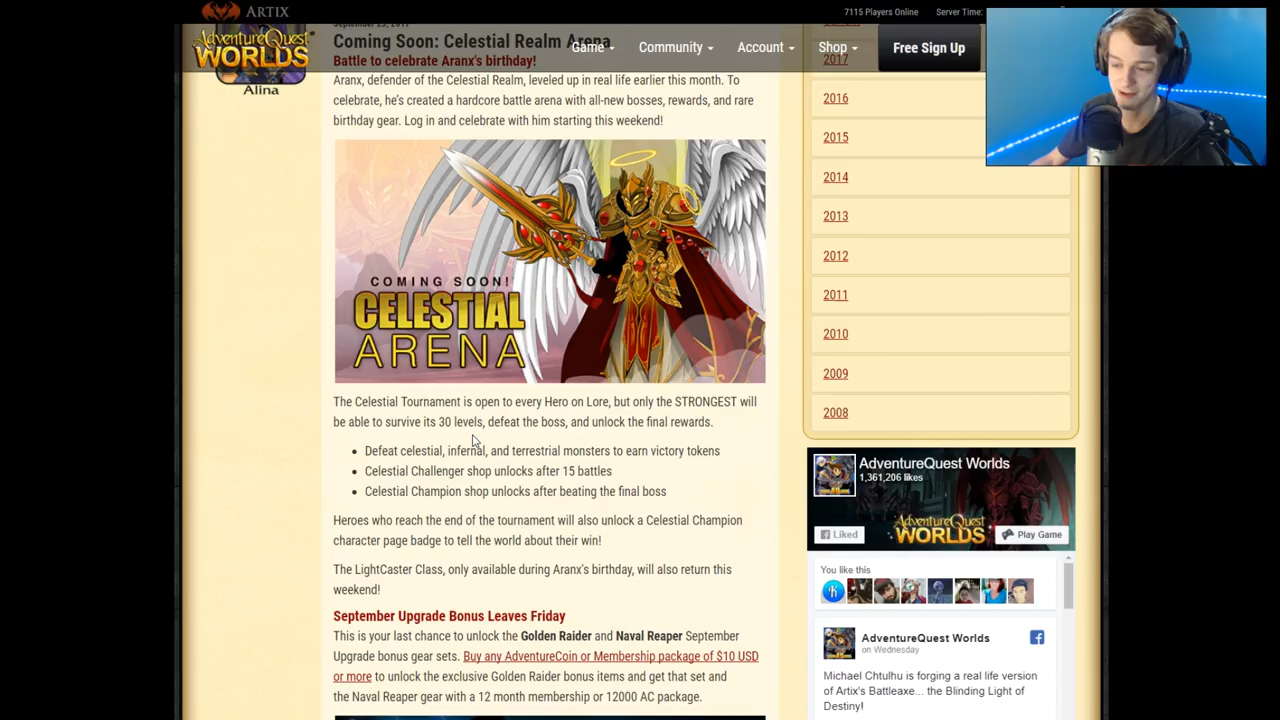 ARTIX
7115 Players Online
Server Time:
AdventureQuest
WORLDS
Game
Community
Account
Shop
Free Sign Up
Alina
Coming Soon: Celestial Realm Arena
Battle to celebrate Aranx's birthday!
Aranx, defender of the Celestial Realm, leveled up in real life earlier this month. To
celebrate, he's created a hardcore battle arena with all-new bosses, rewards, and rare
birthday gear. Log in and celebrate with him starting this weekend!
COMING SOON!
CELESTIAL
ARENA
The Celestial Tournament is open to every Hero on Lore, but only the STRONGEST will
be able to survive its 30 levels, defeat the boss, and unlock the final rewards.
• Defeat celestial, infernal, and terrestrial monsters to earn victory tokens
• Celestial Challenger shop unlocks after 15 battles
• Celestial Champion shop unlocks after beating the final boss
Heroes who reach the end of the tournament will also unlock a Celestial Champion
character page badge to tell the world about their win!
The LightCaster Class, only available during Aranx's birthday, will also return this
weekend!
September Upgrade Bonus Leaves Friday
This is your last chance to unlock the Golden Raider and Naval Reaper September
Upgrade bonus gear sets. Buy any AdventureCoin or Membership package of $10 USD
or more to unlock the exclusive Golden Raider bonus items and get that set and
the Naval Reaper gear with a 12 month membership or 12000 AC package.
2017
2016
2015
2014
2013
2012
2011
2010
2009
2008
AdventureQuest Worlds
1,361,206 likes
AdventureQuest
WORLDS
Liked
Play Game
You like this
AdventureQuest Worlds
on Wednesday
Michael Chtulhu is forging a real life version
of Artix's Battleaxe... the Blinding Light of
Destiny!